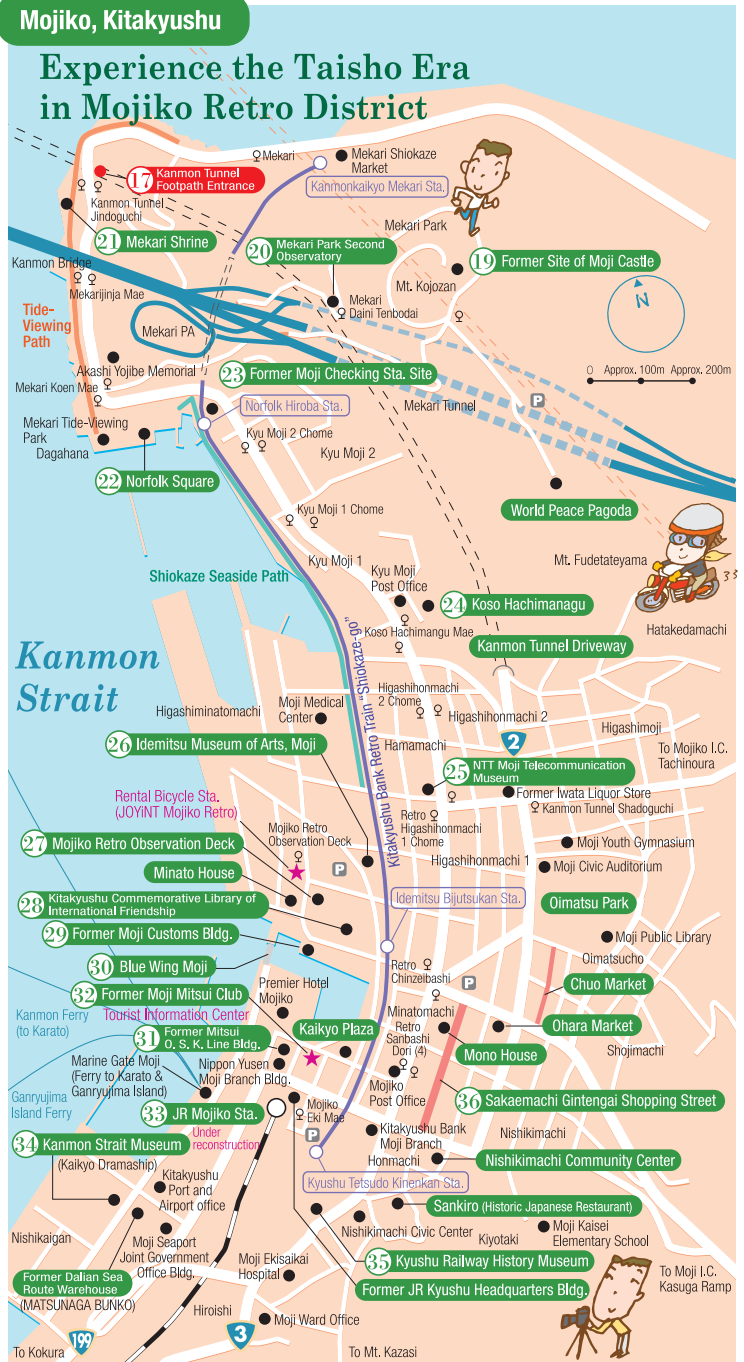 Mojiko, Kitakyushu
Experience the Taisho Era
in Mojiko Retro District
Mekari
Mekari Shiokaze
Market
Kanmonkaikyo Mekari Sta.
17 Kanmon Tunnel
Footpath Entrance
Kanmon Tunnel
Jindoguchi
Mekari Park
21 Mekari Shrine
20 Mekari Park Second
Observatory
19 Former Site of Moji Castle
Kanmon Bridge
Mt. Kojozan
Mekarijinja Mae
Mekari
Daini Tenbodai
N
Tide-
Viewing
Path
Mekari PA
Akashi Yojibe Memorial
23 Former Moji Checking Sta. Site
0 Approx. 100m Approx. 200m
Mekari Koen Mae
Norfolk Hiroba Sta.
Mekari Tunnel
P
Mekari Tide-Viewing
Park
Dagahana
Kyu Moji 2 Chome
Kyu Moji 2
22 Norfolk Square
Kyu Moji 1 Chome
World Peace Pagoda
Kyu Moji 1
Mt. Fudetateyama
Shiokaze Seaside Path
Kyu Moji
Post Office
24 Koso Hachimanagu
Koso Hachimangu Mae
Hatakedamachi
Kanmon Tunnel Driveway
Kanmon
Strait
Kitakyushu Bank Retro Train "Shiokaze-go"
Higashihonmachi
2 Chome
Higashiminatomachi
Moji Medical
Center
Higashihonmachi 2
Higashimoji
2
26 Idemitsu Museum of Arts, Moji
Hamamachi
To Mojiko I.C.
Tachinoura
25 NTT Moji Telecommunication
Museum
Former Iwata Liquor Store
Kanmon Tunnel Shadoguchi
Rental Bicycle Sta.
(JOYiNT Mojiko Retro)
Retro
Higashihonmachi
1 Chome
27 Mojiko Retro Observation Deck
Mojiko Retro
Observation Deck
Moji Youth Gymnasium
P
Higashihonmachi 1
Moji Civic Auditorium
Minato House
28 Kitakyushu Commemorative Library of
International Friendship
Idemitsu Bijutsukan Sta.
Oimatsu Park
29 Former Moji Customs Bldg.
Moji Public Library
Oimatsucho
30 Blue Wing Moji
Retro
Chinzeibashi
P
Chuo Market
32 Former Moji Mitsui Club
Premier Hotel
Mojiko
Minatomachi
Kanmon Ferry
(to Karato)
Tourist Information Center
Kaikyo Plaza
Retro
Sanbashi
Dori (4)
Ohara Market
31 Former Mitsui
O, S, K, Line Bldg.
Mono House
Shojimachi
Marine Gate Moji
(Ferry to Karato &
Ganryujima Island)
Nippon Yusen
Moji Branch Bldg.
Ganryujima
Island Ferry
Mojiko
Post Office
36 Sakaemachi Gintengai Shopping Street
33 JR Mojiko Sta.
Mojiko
Eki Mae
Under
reconstruction
P
Kitakyushu Bank
Moji Branch
Nishikimachi
34 Kanmon Strait Museum
(Kaikyo Dramaship)
Honmachi
Nishikimachi Community Center
Kyushu Tetsudo Kinenkan Sta.
Kitakyushu
Port and
Airport office
Sankiro (Historic Japanese Restaurant)
Nishikaigan
Moji Seaport
Joint Government
Office Bldg.
Nishikimachi Civic Center
Kiyotaki
Moji Kaisei
Elementary School
Moji Ekisaikai
Hospital
35 Kyushu Railway History Museum
Former Dalian Sea
Route Warehouse
(MATSUNAGA BUNKO)
Former JR Kyushu Headquarters Bldg.
To Moji I.C.
Kasuga Ramp
Hiroishi
Moji Ward Office
199
3
To Kokura
To Mt. Kazasi